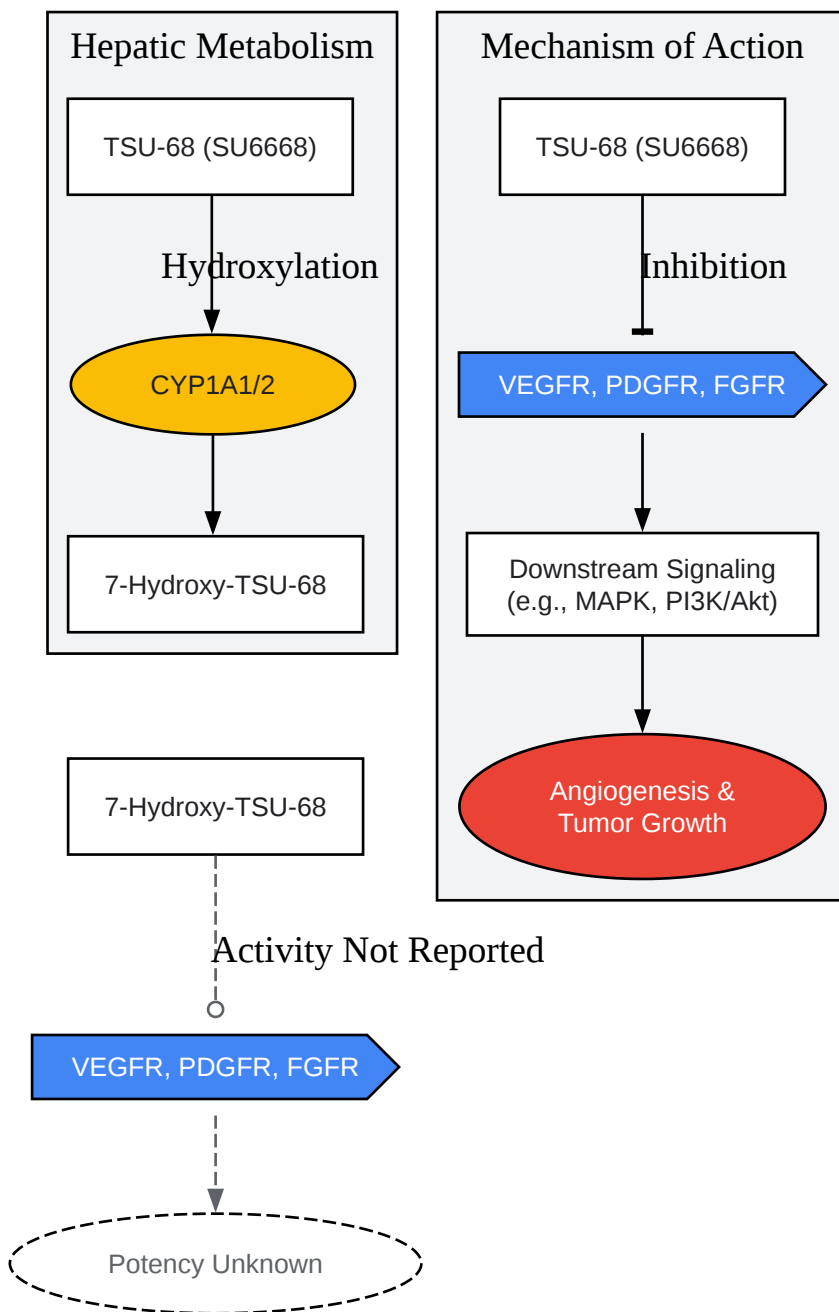 Hepatic Metabolism
TSU-68 (SU6668)
Hydroxylation
CYP1A1/2
7-Hydroxy-TSU-68
Mechanism of Action
TSU-68 (SU6668)
Inhibition
VEGFR, PDGFR, FGFR
Downstream Signaling
(e.g., MAPK, PI3K/Akt)
Angiogenesis &
Tumor Growth
7-Hydroxy-TSU-68
Activity Not Reported
VEGFR, PDGFR, FGFR
Potency Unknown